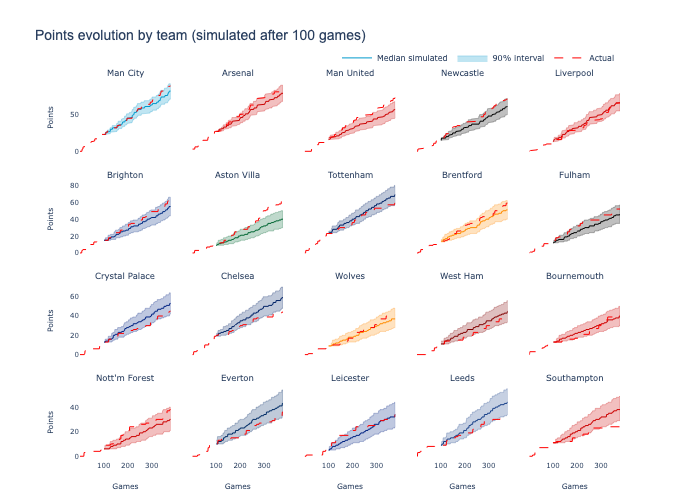 Points evolution by team (simulated after 100 games)
Median simulated 90% interval Actual
Man City Arsenal Man United Newcastle Liverpool
Points
50
0
Brighton Aston Villa Tottenham Brentford Fulham
Points
80
60
40
20
0
Crystal Palace Chelsea Wolves West Ham Bournemouth
Points
60
40
20
0
Nott'm Forest Everton Leicester Leeds Southampton
Points
40
20
0
100 200 300 100 200 300 100 200 300 100 200 300 100 200 300
Games Games Games Games Games